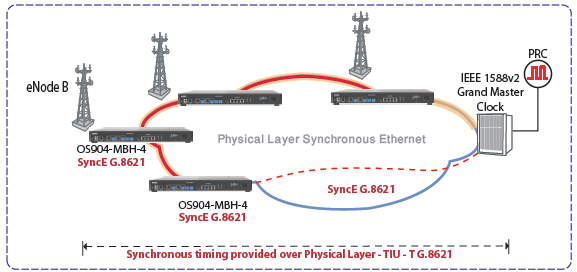 PRC
IEEE 1588v2
Grand Master
Clock
eNode B
Physical Layer Synchronous Ethernet
OS904-MBH-4
SyncE G.8621
SyncE G.8621
OS904-MBH-4
SyncE G.8621
Synchronous timing provided over Physical Layer - TIU - T G.8621